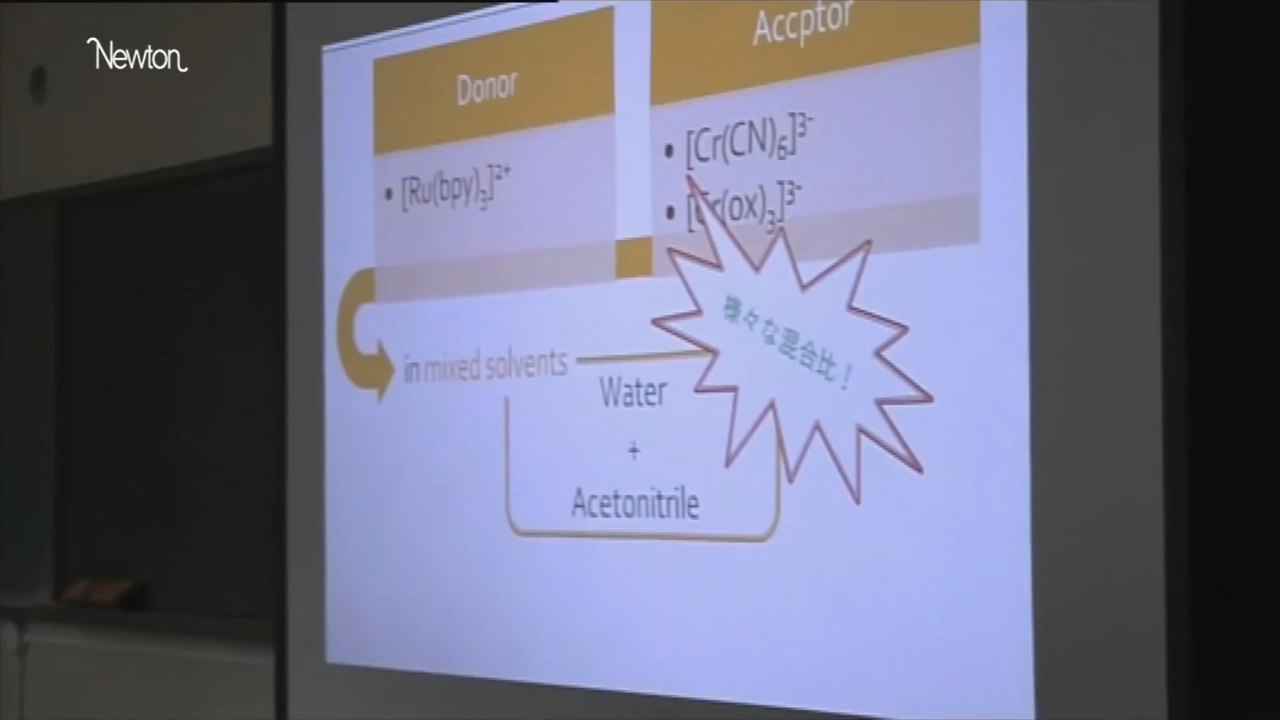 Newton
Donor
Accptor
• [Ru(bpy)₃]²⁺
• [Cr(CN)₆]³⁻
• [Cr(ox)₃]³⁻
様々な混合比！
in mixed solvents
Water
+
Acetonitrile